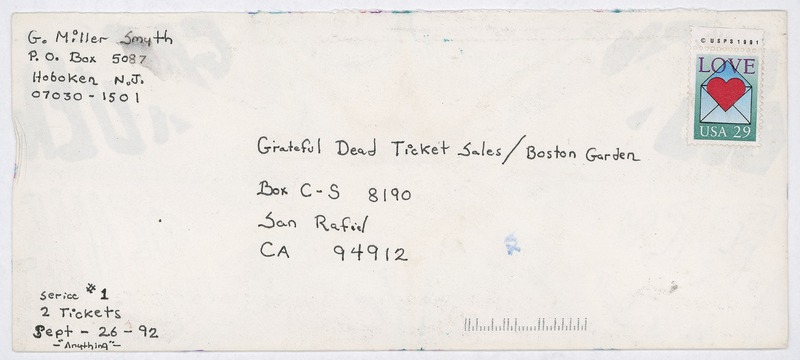 G. Miller Smyth
P. O. Box 5087
Hoboken N.J.
07030-1501
© USPS 1991
LOVE
USA 29
Grateful Dead Ticket Sales/Boston Garden
Box C-S 8190
San Rafiel
CA 94912
Serice #1
2 Tickets
Sept - 26 - 92
-"Anything"-